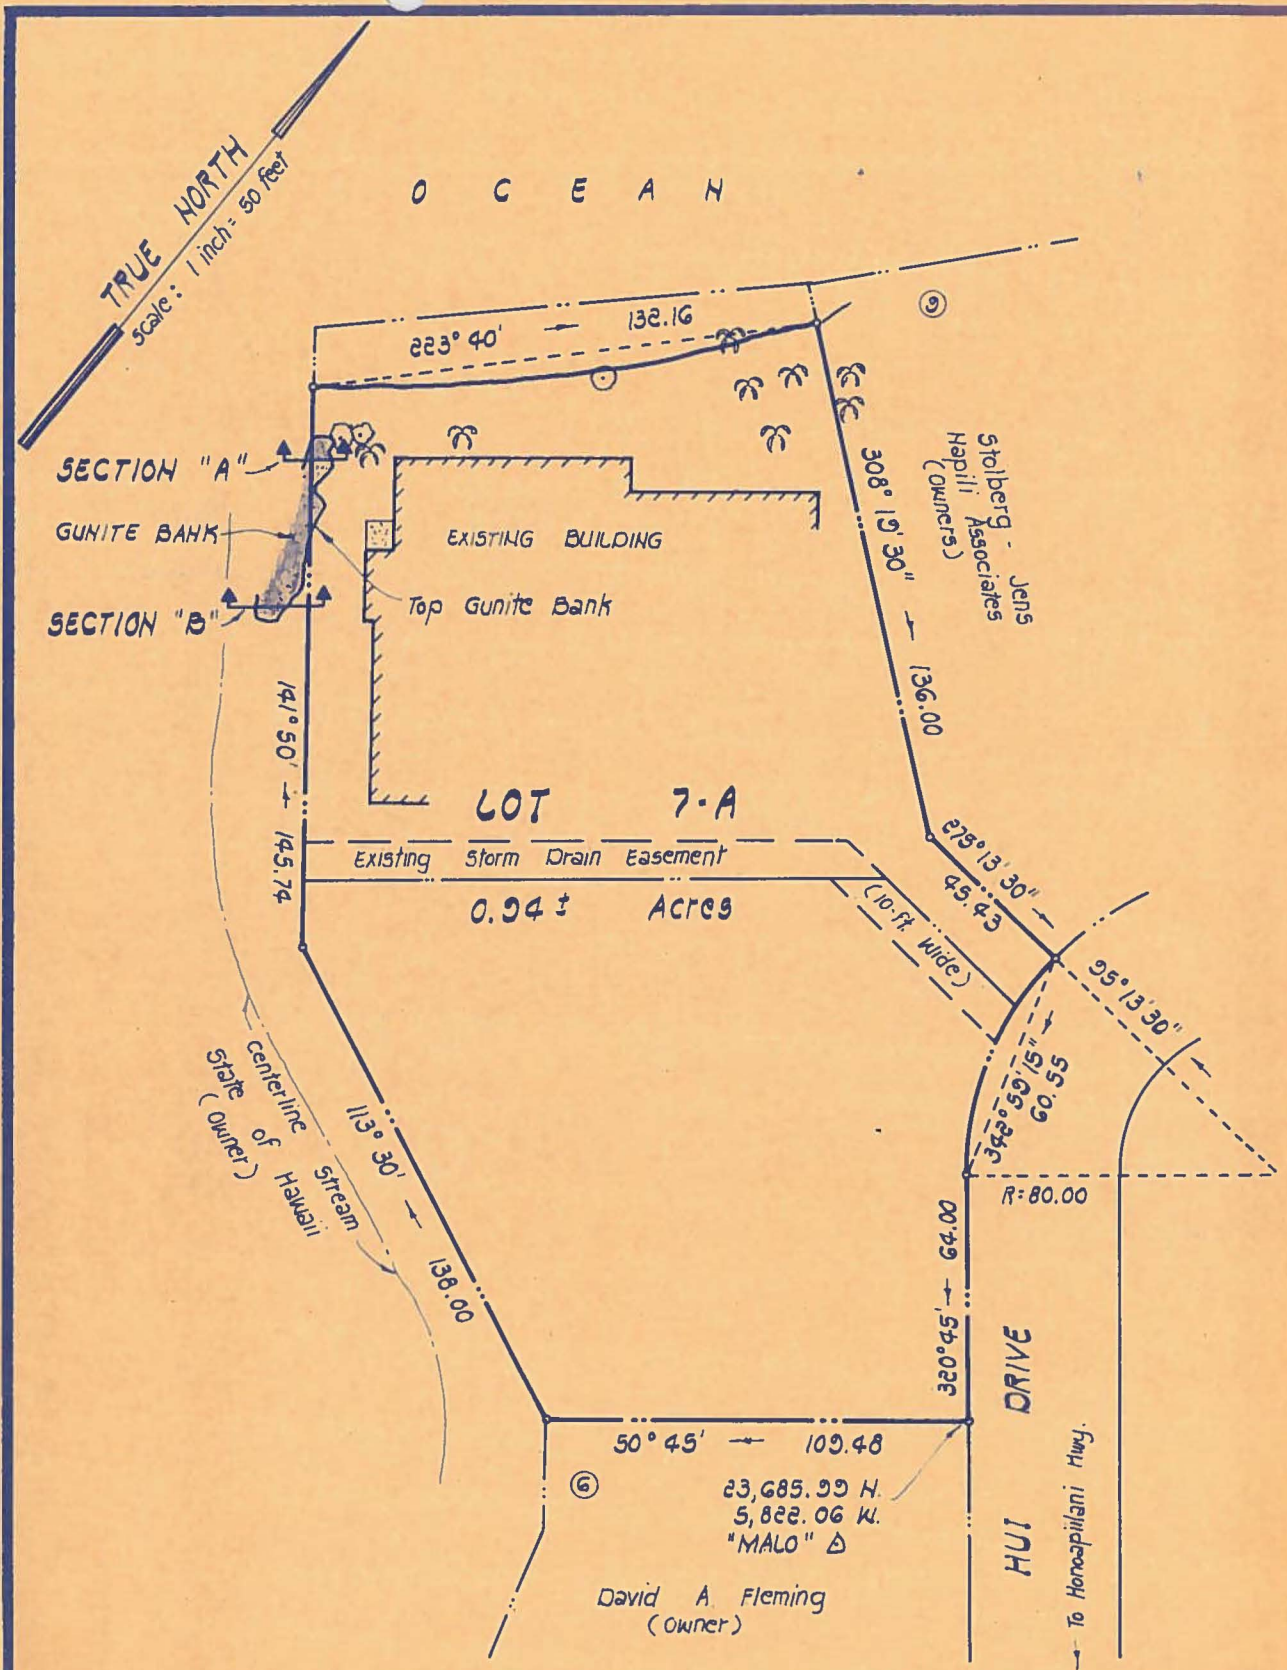 TRUE NORTH
scale: 1 inch = 50 feet
OCEAN
223° 40' 132.16
9
SECTION "A"
GUNITE BANK
SECTION "B"
EXISTING BUILDING
Top Gunite Bank
308° 19' 30" 136.00
Stolberg - Jens
Napili Associates
(Owners)
141° 50' 145.74
LOT 7-A
Existing Storm Drain Easement
0.94 ± Acres
(10-ft. Wide)
275° 13' 30"
45.43
95° 13' 30"
342° 59' 15"
60.55
R=80.00
centerline Stream
State of Hawaii
(Owner)
113° 30' 138.00
320° 45' 64.00
50° 45' 109.48
6
23,685.99 N.
5,822.06 W.
"MALO" Δ
David A. Fleming
(Owner)
HUI DRIVE
To Honoapiilani Hwy.